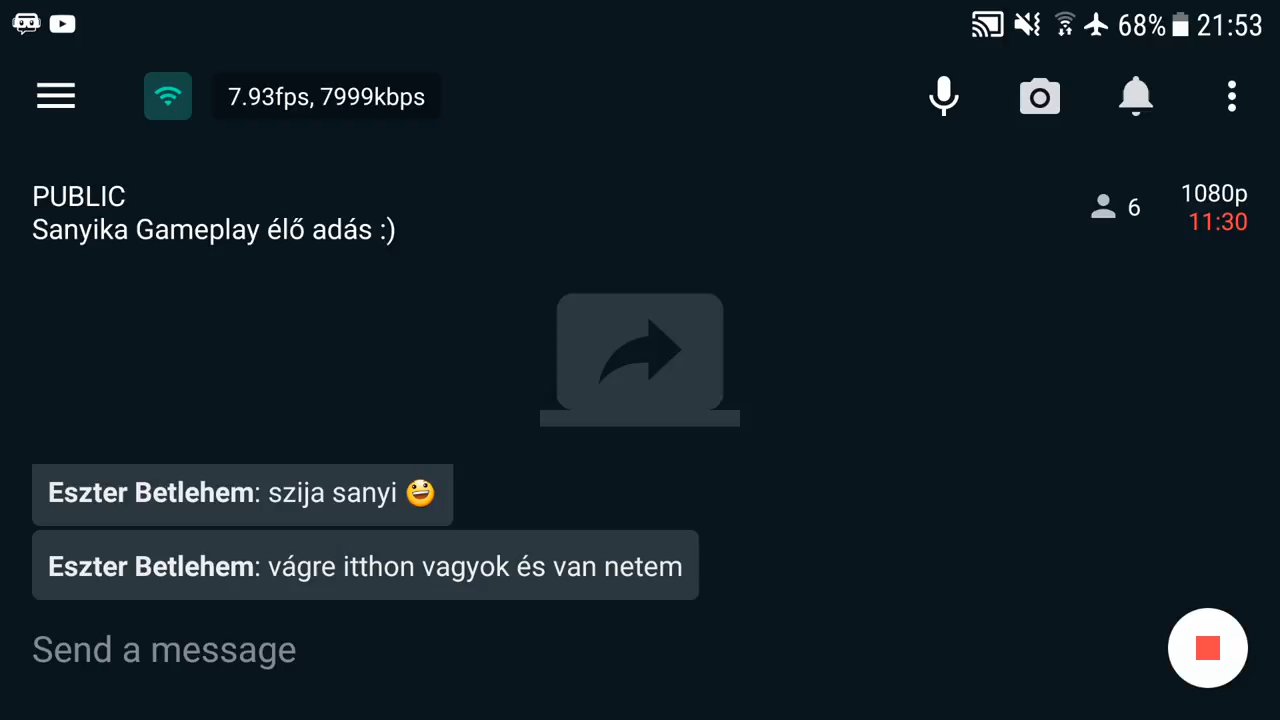 68% 21:53
7.93fps, 7999kbps
PUBLIC
Sanyika Gameplay élő adás :)
6
1080p
11:30
Eszter Betlehem: szija sanyi 😃
Eszter Betlehem: vágre itthon vagyok és van netem
Send a message